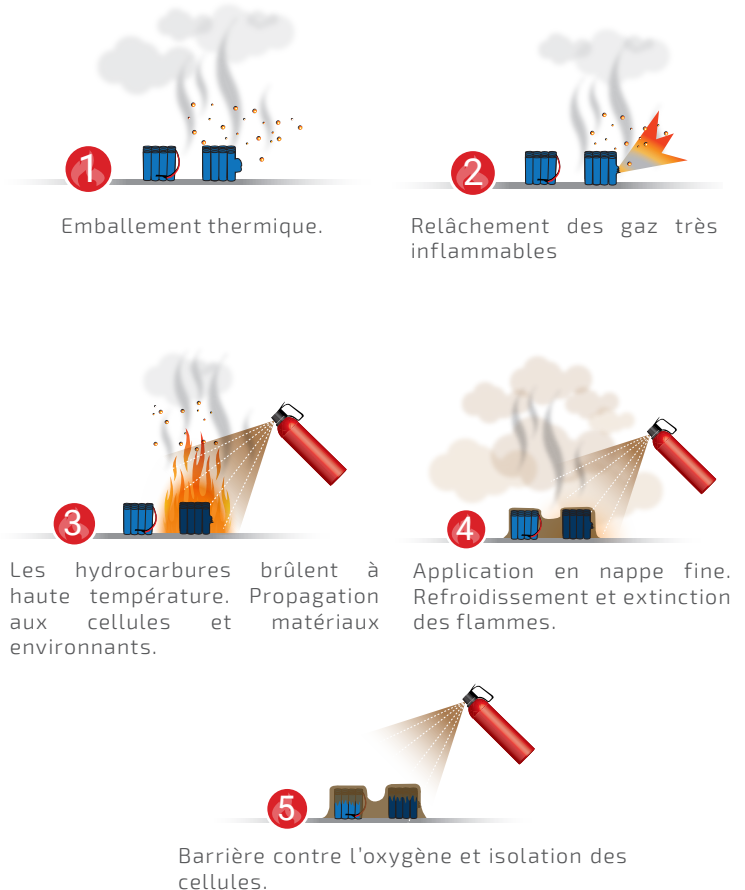 1
Emballement thermique.
2
Relâchement des gaz très
inflammables
3
Les hydrocarbures brûlent à
haute température. Propagation
aux cellules et matériaux
environnants.
4
Application en nappe fine.
Refroidissement et extinction
des flammes.
5
Barrière contre l'oxygène et isolation des
cellules.